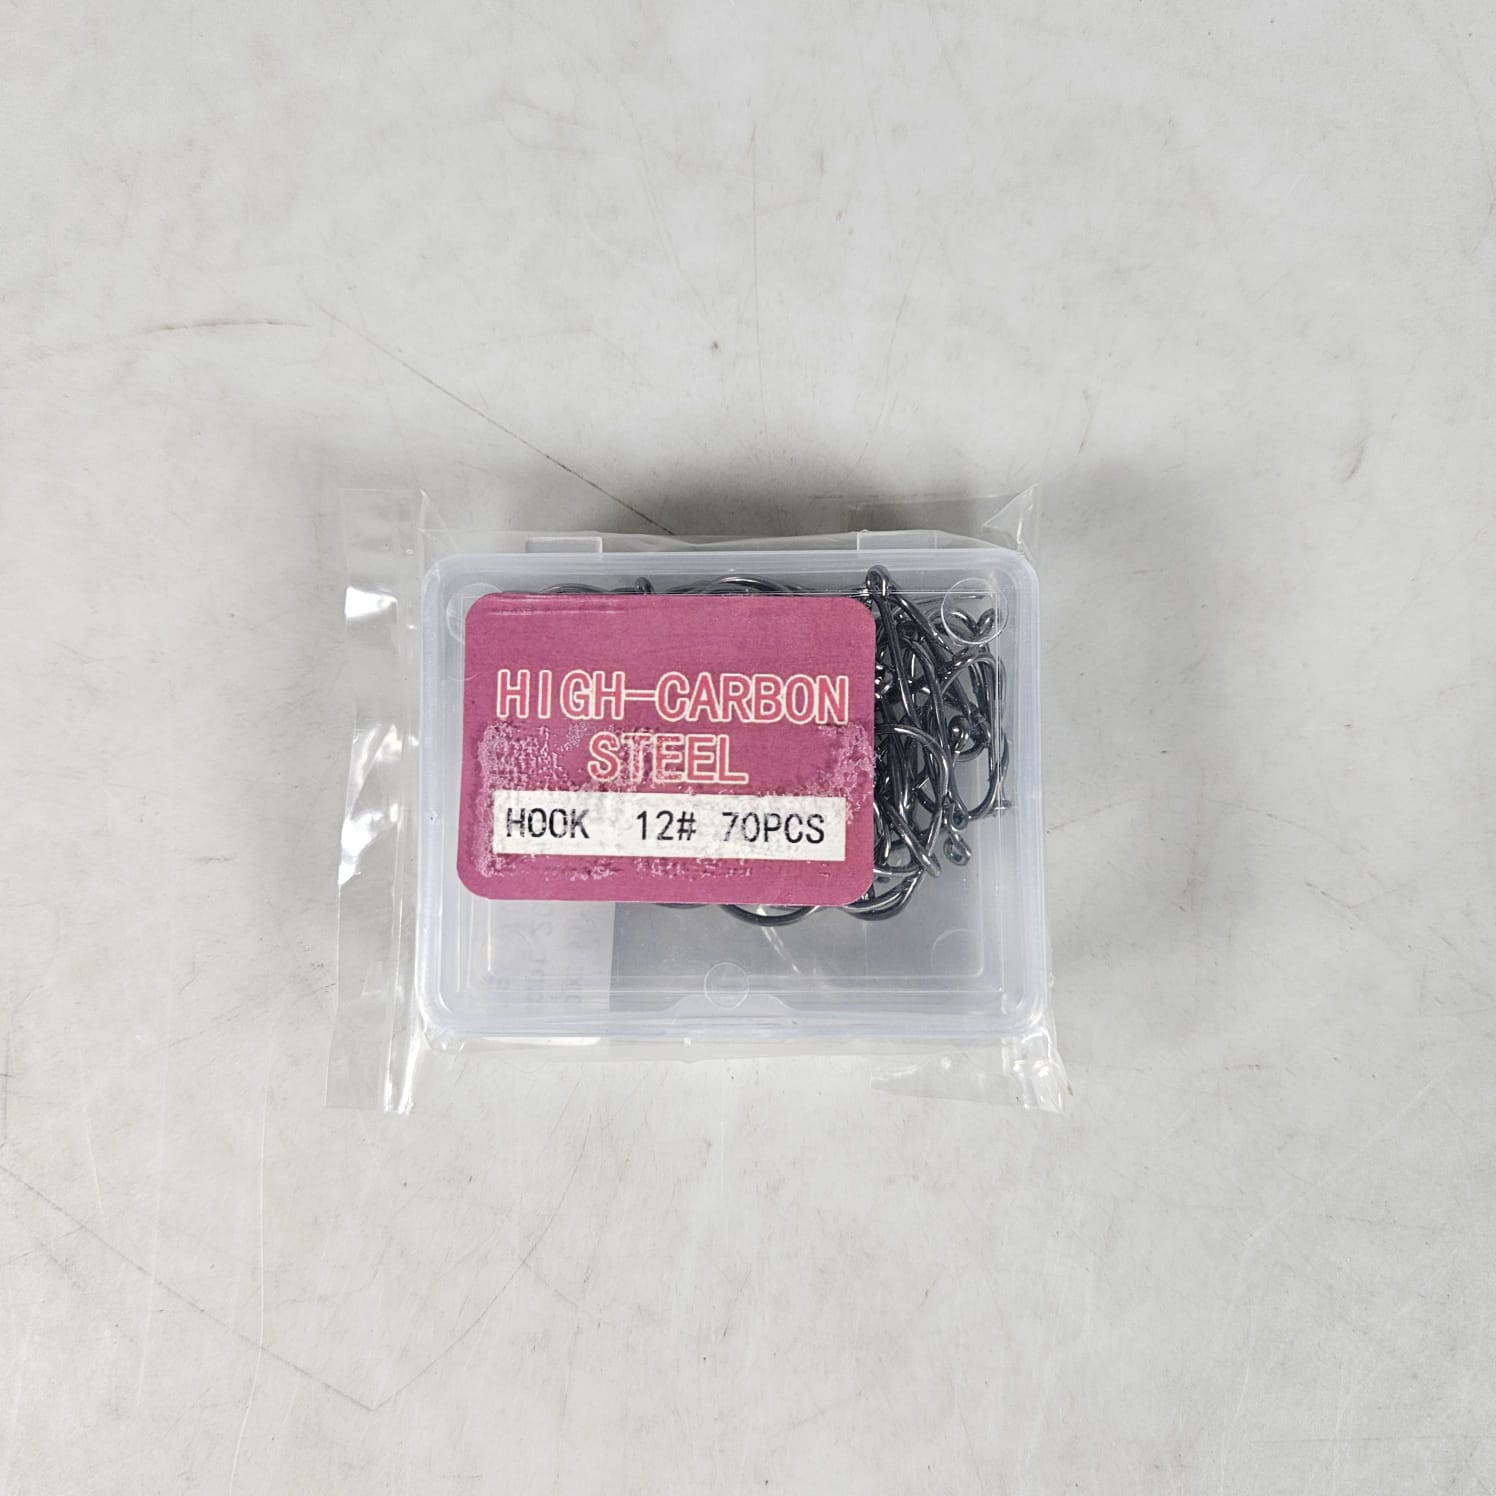 HIGH-CARBON
STEEL
HOOK 12# 70PCS